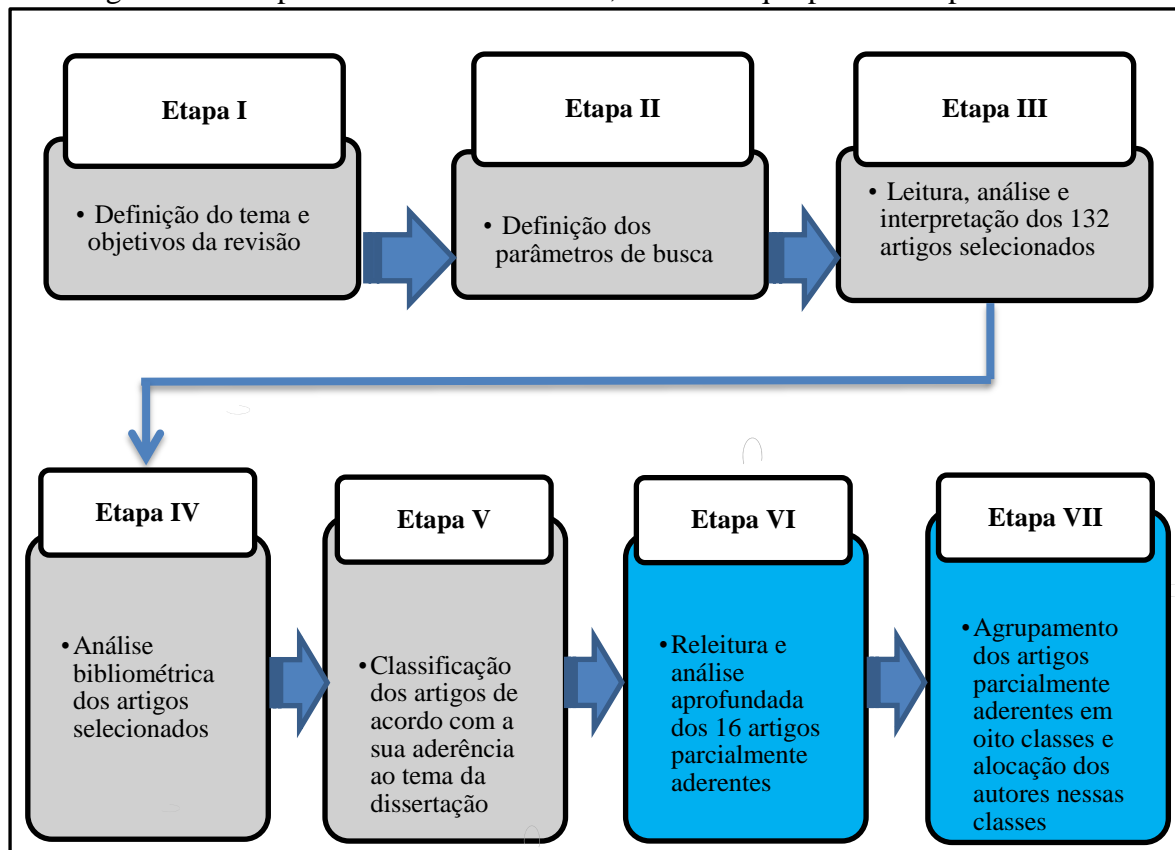 Etapa I
• Definição do tema e
objetivos da revisão
Etapa II
• Definição dos
parâmetros de busca
Etapa III
• Leitura, análise e
interpretação dos 132
artigos selecionados
Etapa IV
• Análise
bibliométrica
dos artigos
selecionados
Etapa V
• Classificação
dos artigos de
acordo com a
sua aderência
ao tema da
dissertação
Etapa VI
• Releitura e
análise
aprofundada
dos 16 artigos
parcialmente
aderentes
Etapa VII
• Agrupamento
dos artigos
parcialmente
aderentes em
oito classes e
alocação dos
autores nessas
classes